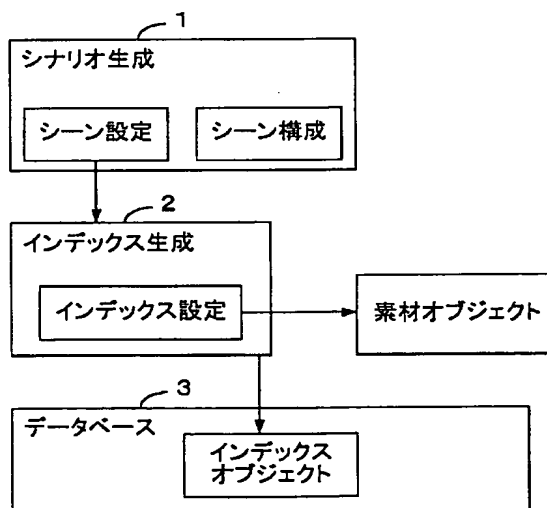 1
シナリオ生成
シーン設定
シーン構成
2
インデックス生成
インデックス設定
素材オブジェクト
3
データベース
インデックス
オブジェクト